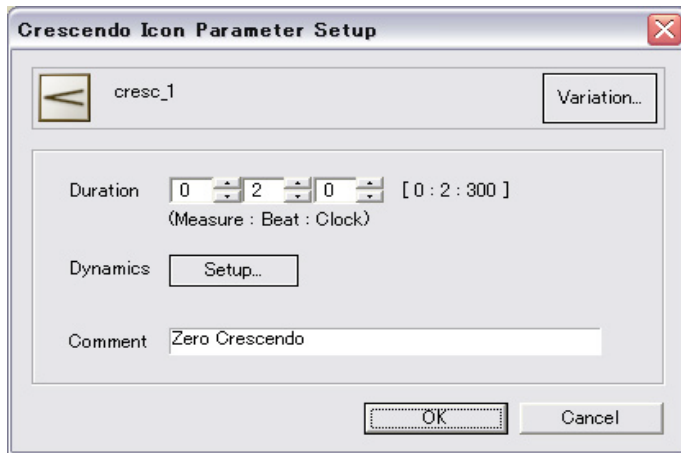 Crescendo Icon Parameter Setup
cresc_1
Variation...
Duration 0 2 0 [ 0 : 2 : 300 ]
(Measure : Beat : Clock)
Dynamics Setup...
Comment Zero Crescendo
OK Cancel